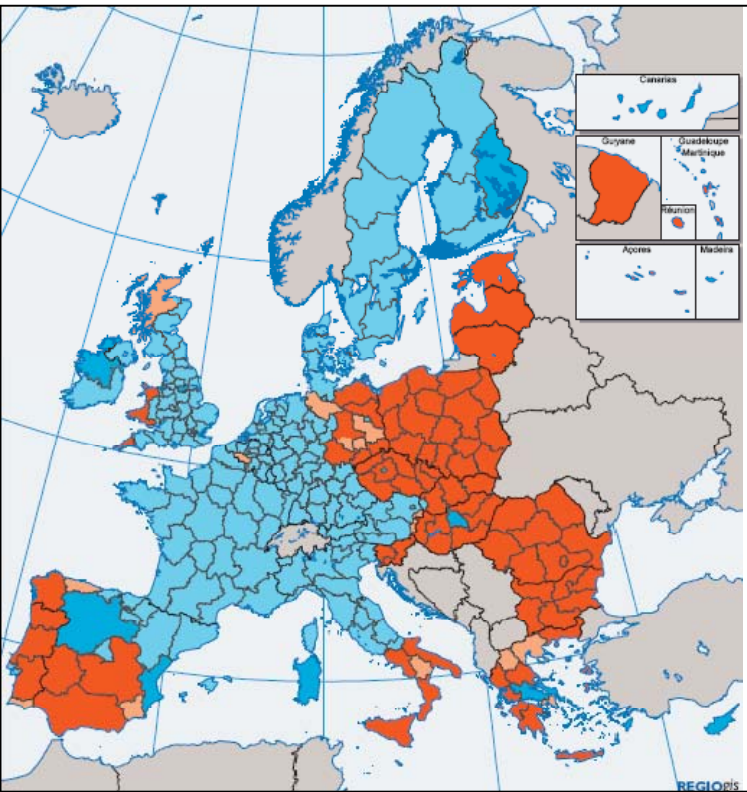 Canarias
Guyane
Guadeloupe
Martinique
Réunion
Açores
Madeira
REGIOgis